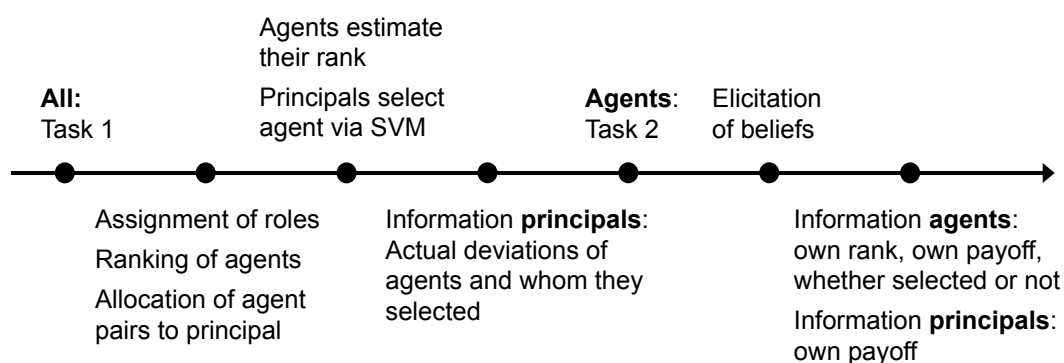 Agents estimate
their rank
Principals select
agent via SVM
All:
Task 1
Agents:
Task 2
Elicitation
of beliefs
Assignment of roles
Ranking of agents
Allocation of agent
pairs to principal
Information principals:
Actual deviations of
agents and whom they
selected
Information agents:
own rank, own payoff,
whether selected or not
Information principals:
own payoff